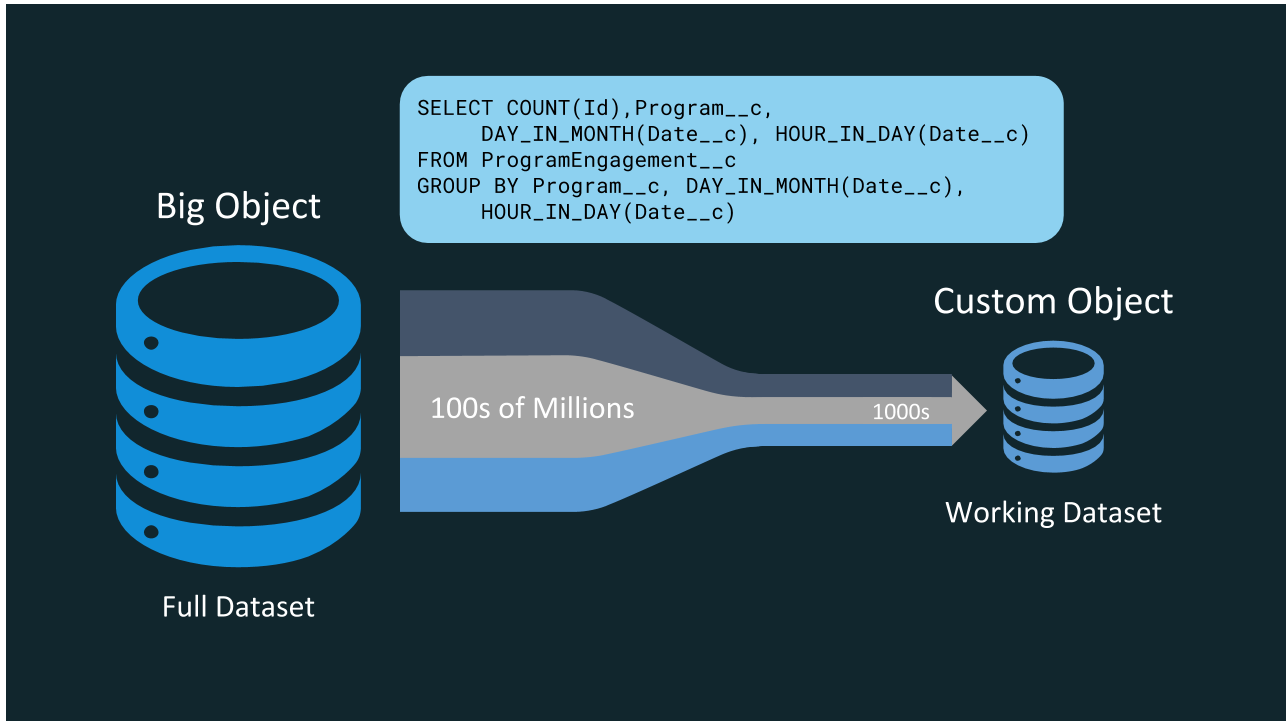 SELECT COUNT(Id),Program__c,
DAY_IN_MONTH(Date__c), HOUR_IN_DAY(Date__c)
FROM ProgramEngagement__c
GROUP BY Program__c, DAY_IN_MONTH(Date__c),
HOUR_IN_DAY(Date__c)
Big Object
Full Dataset
100s of Millions
1000s
Custom Object
Working Dataset